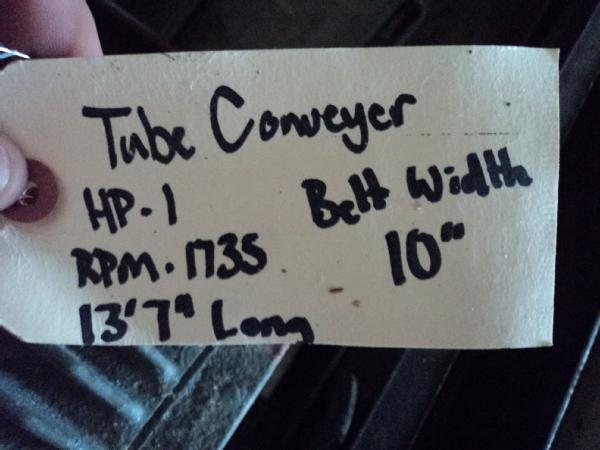 Tube Conveyer
HP. 1
RPM. 1735
13'7" Long
Belt Width
10"